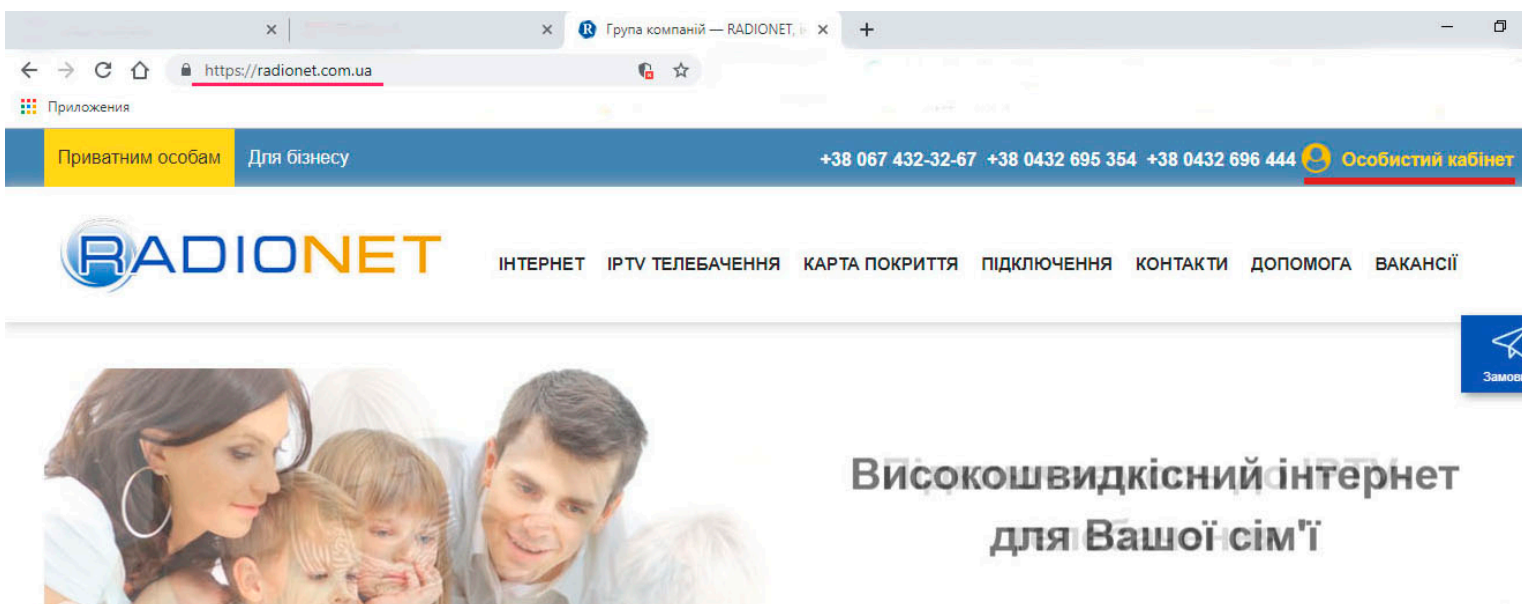 Група компаній — RADIONET, і
https://radionet.com.ua
Приложения
Приватним особам Для бізнесу +38 067 432-32-67 +38 0432 695 354 +38 0432 696 444 Особистий кабінет
RADIONET
ІНТЕРНЕТ IPTV ТЕЛЕБАЧЕННЯ КАРТА ПОКРИТТЯ ПІДКЛЮЧЕННЯ КОНТАКТИ ДОПОМОГА ВАКАНСІЇ
Високошвидкісний інтернет
для Вашої сім'ї